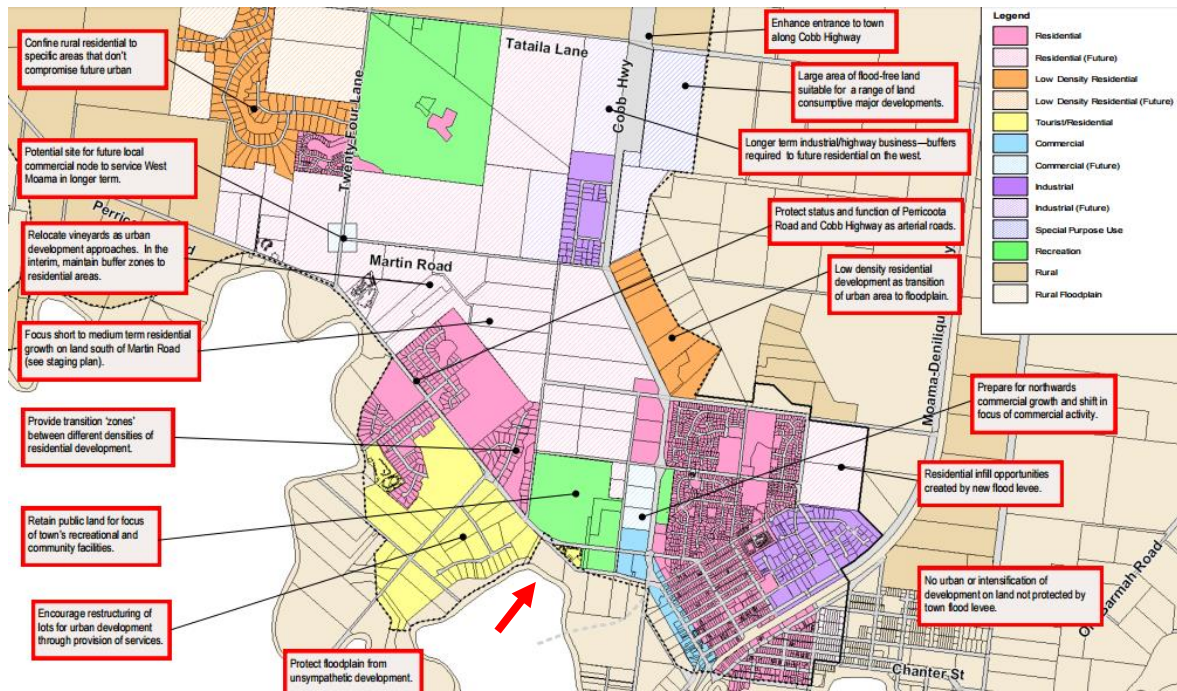 Confine rural residential to
specific areas that don't
compromise future urban
Tataila Lane
Enhance entrance to town
along Cobb Highway
Large area of flood-free land
suitable for a range of land
consumptive major developments.
Cobb Hwy
Longer term industrial/highway business—buffers
required to future residential on the west.
Twenty Four Lane
Potential site for future local
commercial node to service West
Moama in longer term.
Protect status and function of Perricoota
Road and Cobb Highway as arterial roads.
Relocate vineyards as urban
development approaches. In the
interim, maintain buffer zones to
residential areas.
Martin Road
Low density residential
development as transition
of urban area to floodplain.
Focus short to medium term residential
growth on land south of Martin Road
(see staging plan).
Prepare for northwards
commercial growth and shift in
focus of commercial activity.
Provide transition 'zones'
between different densities of
residential development.
Residential infill opportunities
created by new flood levee.
Retain public land for focus
of town's recreational and
community facilities.
No urban or intensification of
development on land not protected by
town flood levee.
Encourage restructuring of
lots for urban development
through provision of services.
Protect floodplain from
unsympathetic development.
Chanter St
Legend
Residential
Residential (Future)
Low Density Residential
Low Density Residential (Future)
Tourist/Residential
Commercial
Commercial (Future)
Industrial
Industrial (Future)
Special Purpose Use
Recreation
Rural
Rural Floodplain